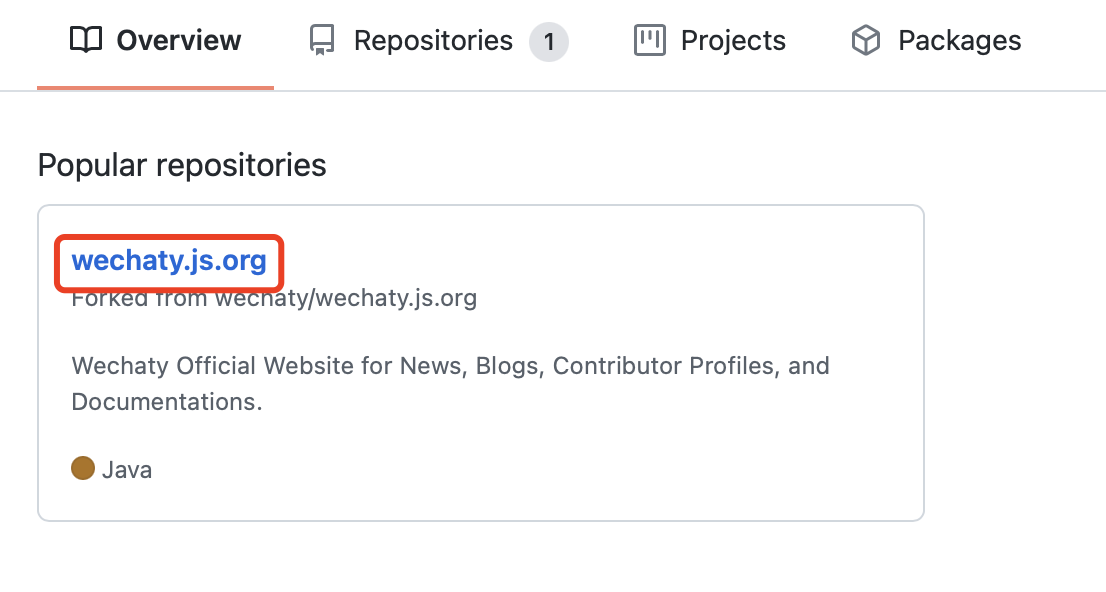 Overview Repositories 1 Projects Packages
Popular repositories
wechaty.js.org
Forked from wechaty/wechaty.js.org
Wechaty Official Website for News, Blogs, Contributor Profiles, and
Documentations.
Java